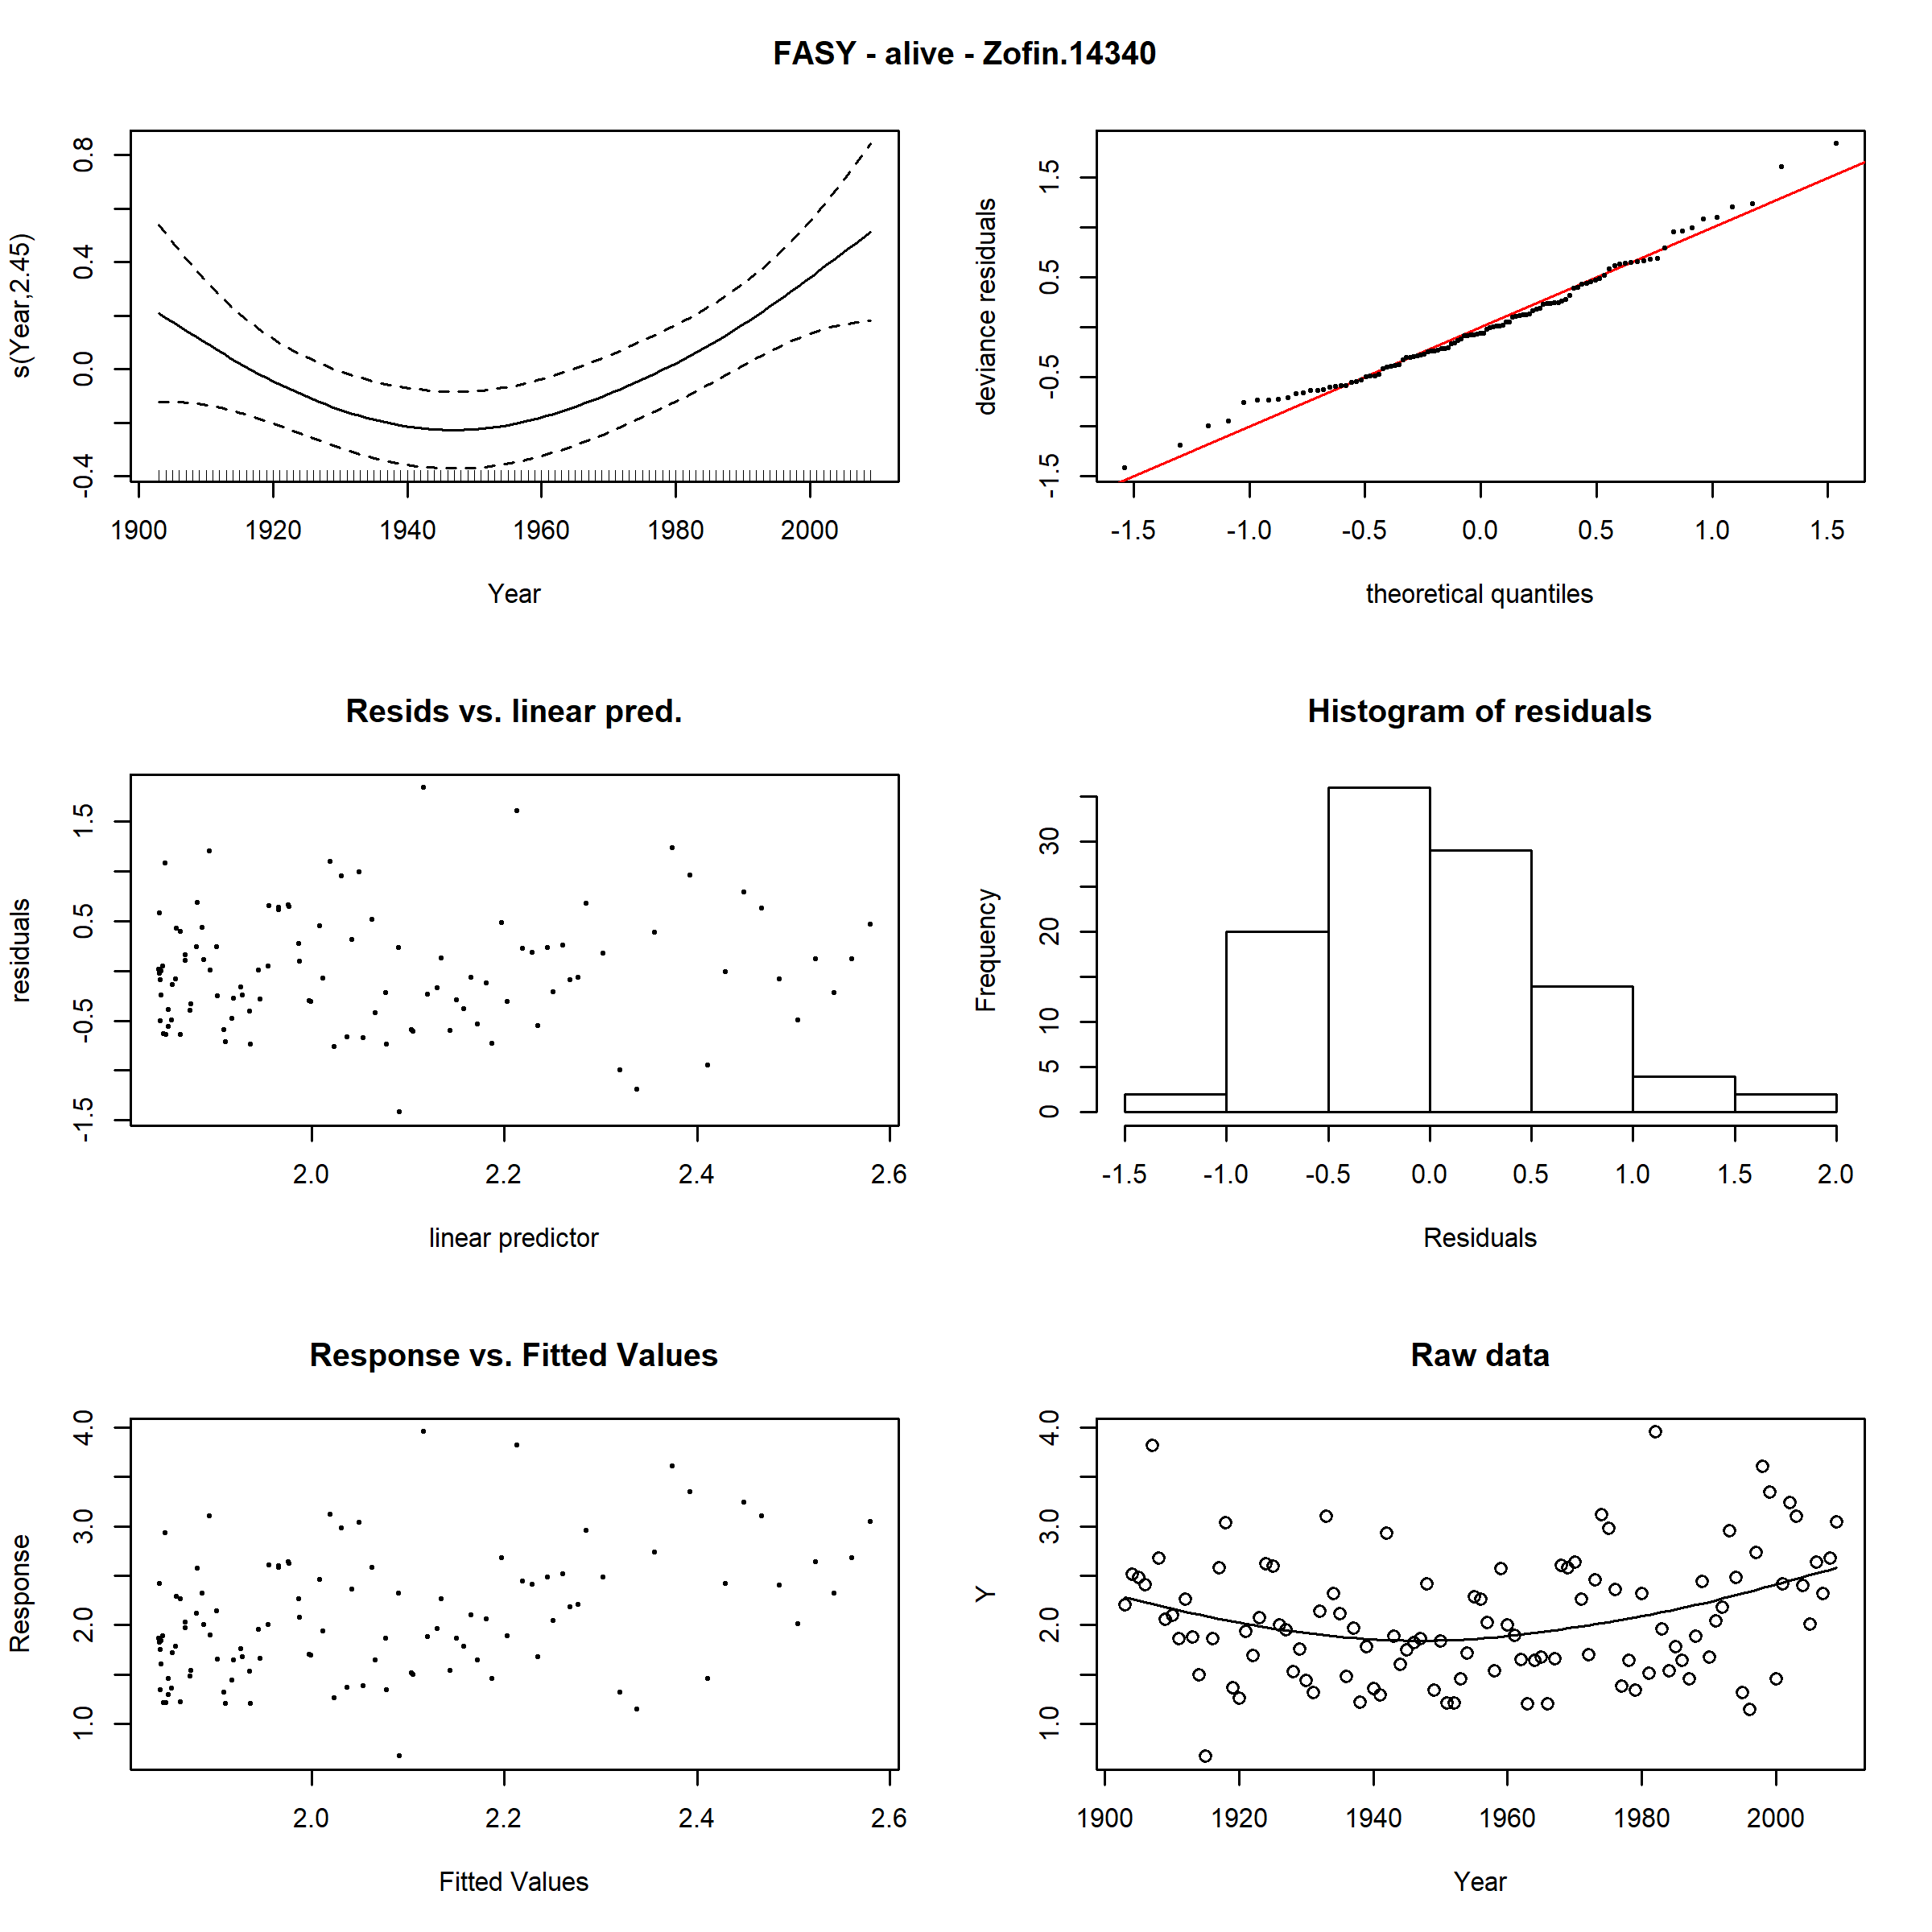 FASY - alive - Zofin.14340
s(Year,2.45)
-0.4 0.0 0.4 0.8
1900 1920 1940 1960 1980 2000
Year
deviance residuals
-1.5 -0.5 0.5 1.5
-1.5 -1.0 -0.5 0.0 0.5 1.0 1.5
theoretical quantiles
Resids vs. linear pred.
residuals
-1.5 -0.5 0.5 1.5
2.0 2.2 2.4 2.6
linear predictor
Histogram of residuals
Frequency
0 5 10 20 30
-1.5 -1.0 -0.5 0.0 0.5 1.0 1.5 2.0
Residuals
Response vs. Fitted Values
Response
1.0 2.0 3.0 4.0
2.0 2.2 2.4 2.6
Fitted Values
Raw data
Y
1.0 2.0 3.0 4.0
1900 1920 1940 1960 1980 2000
Year